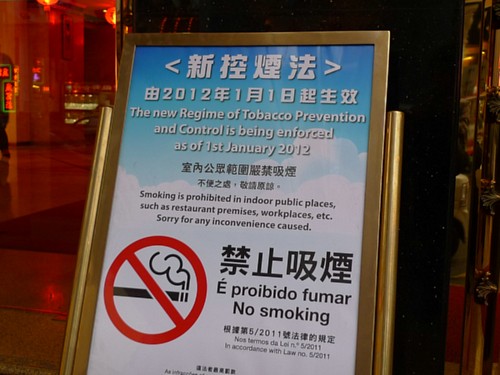 <新控煙法>
由2012年1月1日起生效
The new Regime of Tobacco Prevention
and Control is being enforced
as of 1st January 2012
室內公眾範圍嚴禁吸煙
不便之處，敬請原諒。
Smoking is prohibited in indoor public places,
such as restaurant premises, workplaces, etc.
Sorry for any inconvenience caused.
禁止吸煙
É proibido fumar
No smoking
根據第5/2011號法律的規定
Nos termos da Lei n.º 5/2011
In accordance with Law no. 5/2011